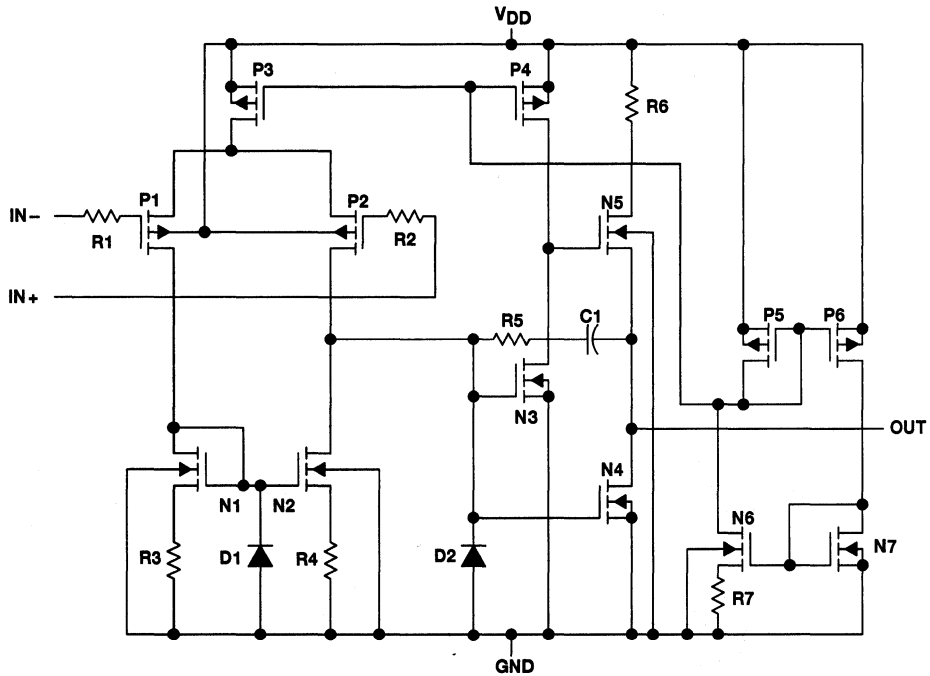 VDD
P3
P4
R6
P1
P2
N5
IN−
R1
R2
IN+
R5
C1
P5
P6
N3
OUT
N1
N2
N4
N6
N7
R3
D1
R4
D2
R7
GND